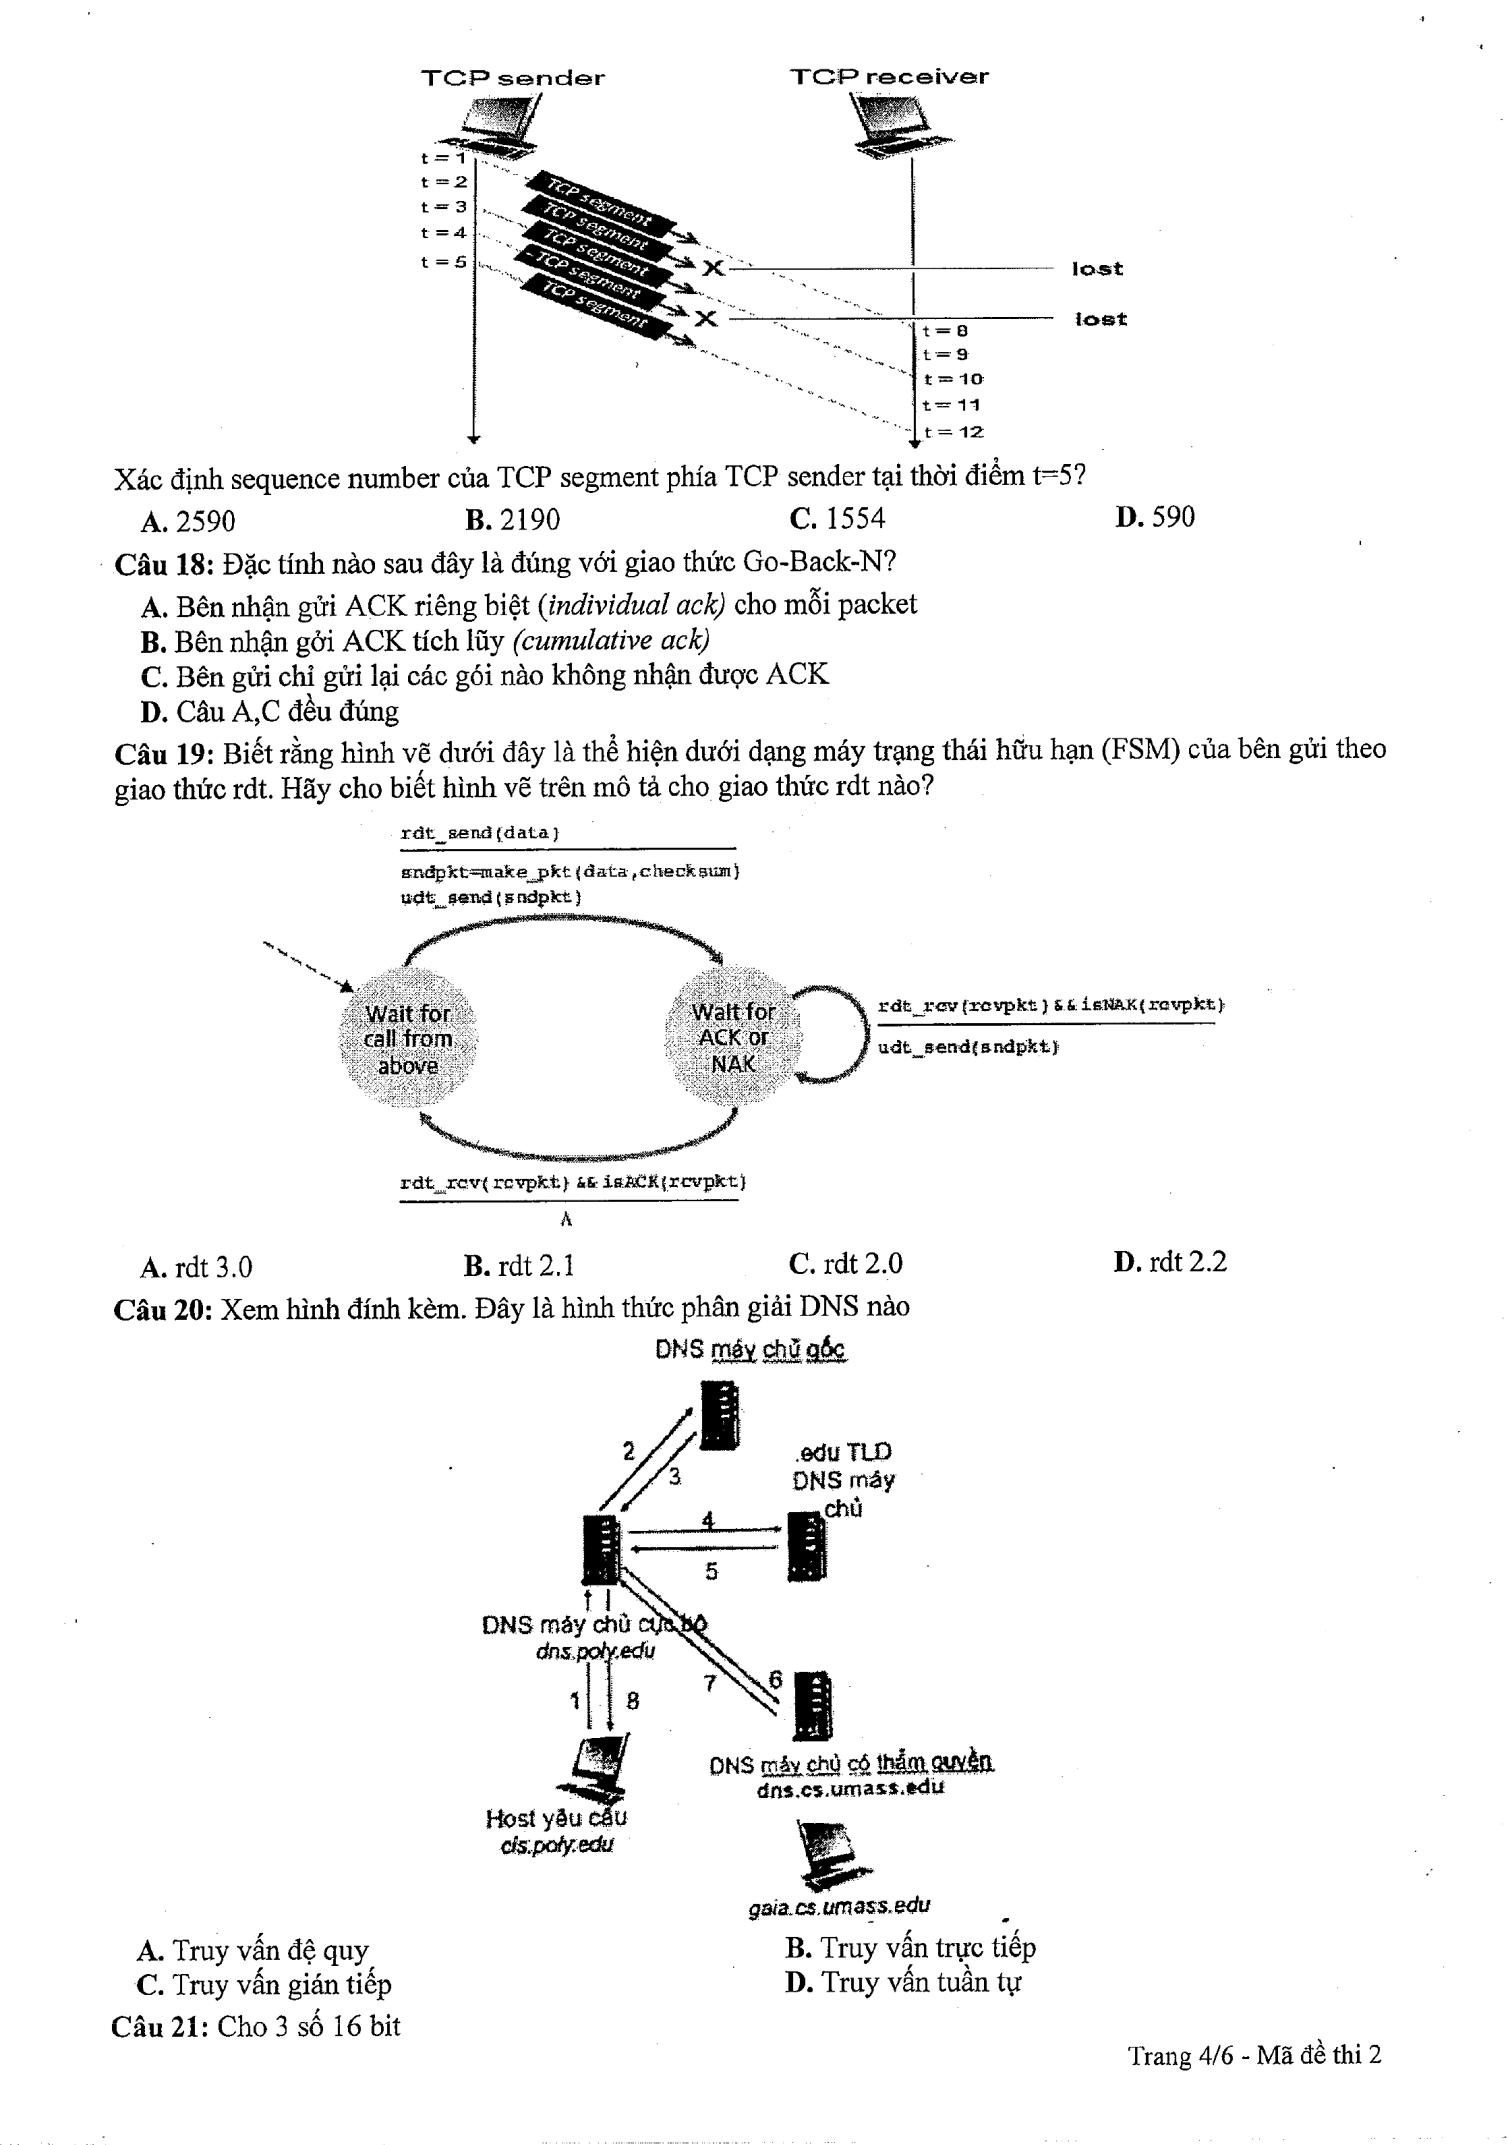 TCP sender
TCP receiver
t = 1
t = 2
t = 3
t = 4
t = 5
TCP segment
TCP segment
TCP segment
TCP segment
TCP segment
X
lost
X
lost
t = 8
t = 9
t = 10
t = 11
t = 12
Xác định sequence number của TCP segment phía TCP sender tại thời điểm t=5?
A. 2590 B. 2190 C. 1554 D. 590
Câu 18: Đặc tính nào sau đây là đúng với giao thức Go-Back-N?
A. Bên nhận gửi ACK riêng biệt (individual ack) cho mỗi packet
B. Bên nhận gởi ACK tích lũy (cumulative ack)
C. Bên gửi chỉ gửi lại các gói nào không nhận được ACK
D. Câu A,C đều đúng
Câu 19: Biết rằng hình vẽ dưới đây là thể hiện dưới dạng máy trạng thái hữu hạn (FSM) của bên gửi theo
giao thức rdt. Hãy cho biết hình vẽ trên mô tả cho giao thức rdt nào?
rdt_send(data)
sndpkt=make_pkt(data,checksum)
udt_send(sndpkt)
Wait for
call from
above
Wait for
ACK or
NAK
rdt_rcv(rcvpkt) && isNAK(rcvpkt)
udt_send(sndpkt)
rdt_rcv(rcvpkt) && isACK(rcvpkt)
Λ
A. rdt 3.0 B. rdt 2.1 C. rdt 2.0 D. rdt 2.2
Câu 20: Xem hình đính kèm. Đây là hình thức phân giải DNS nào
DNS máy chủ gốc
2
3
.edu TLD
DNS máy
chủ
4
5
DNS máy chủ cục bộ
dns.poly.edu
7
6
1
8
DNS máy chủ có thẩm quyền
dns.cs.umass.edu
Host yêu cầu
cis.poly.edu
gaia.cs.umass.edu
A. Truy vấn đệ quy B. Truy vấn trực tiếp
C. Truy vấn gián tiếp D. Truy vấn tuần tự
Câu 21: Cho 3 số 16 bit
Trang 4/6 - Mã đề thi 2